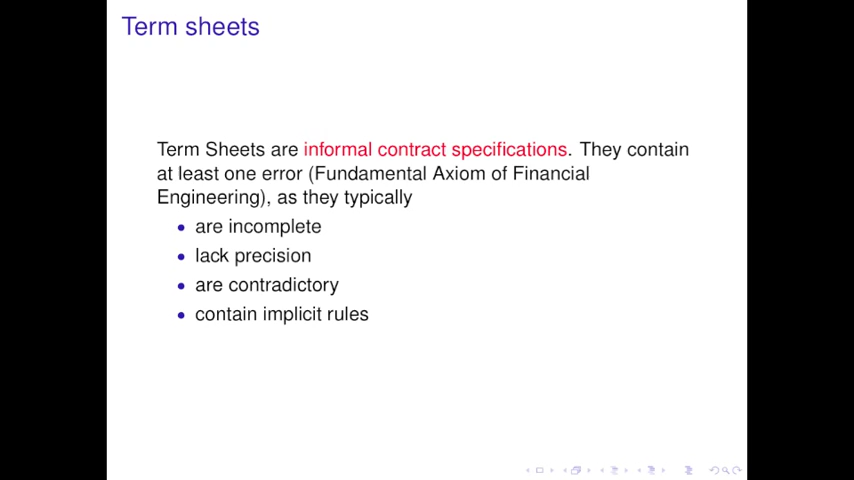 Term sheets
Term Sheets are informal contract specifications. They contain
at least one error (Fundamental Axiom of Financial
Engineering), as they typically
• are incomplete
• lack precision
• are contradictory
• contain implicit rules